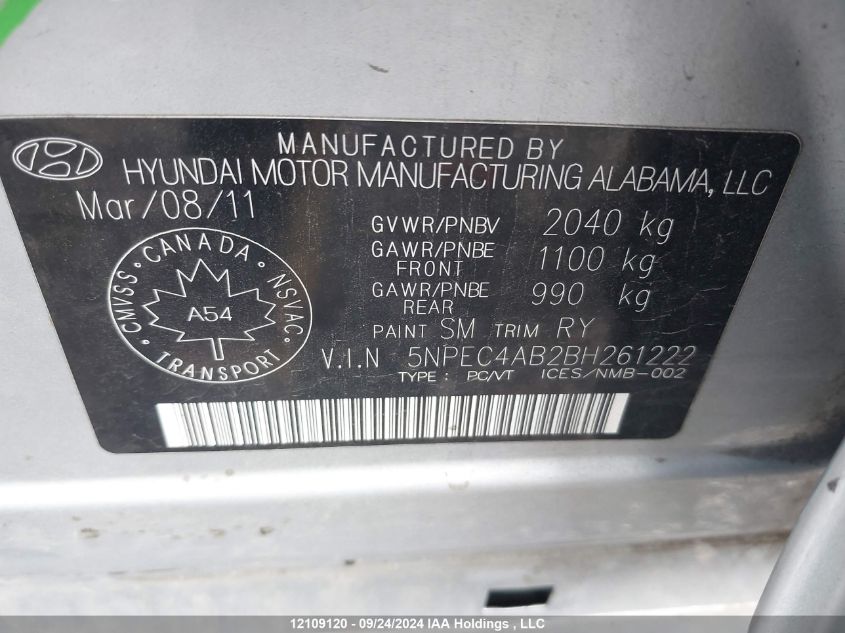 MANUFACTURED BY
HYUNDAI MOTOR MANUFACTURING ALABAMA, LLC
Mar/08/11
GVWR/PNBV 2040 kg
GAWR/PNBE FRONT 1100 kg
GAWR/PNBE REAR 990 kg
PAINT SM TRIM RY
V.I.N 5NPEC4AB2BH261222
TYPE : PC/VT ICES/NMB-002
CANADA
CMVSS · NSVAC
A54
TRANSPORT
12109120 - 09/24/2024 IAA Holdings, LLC